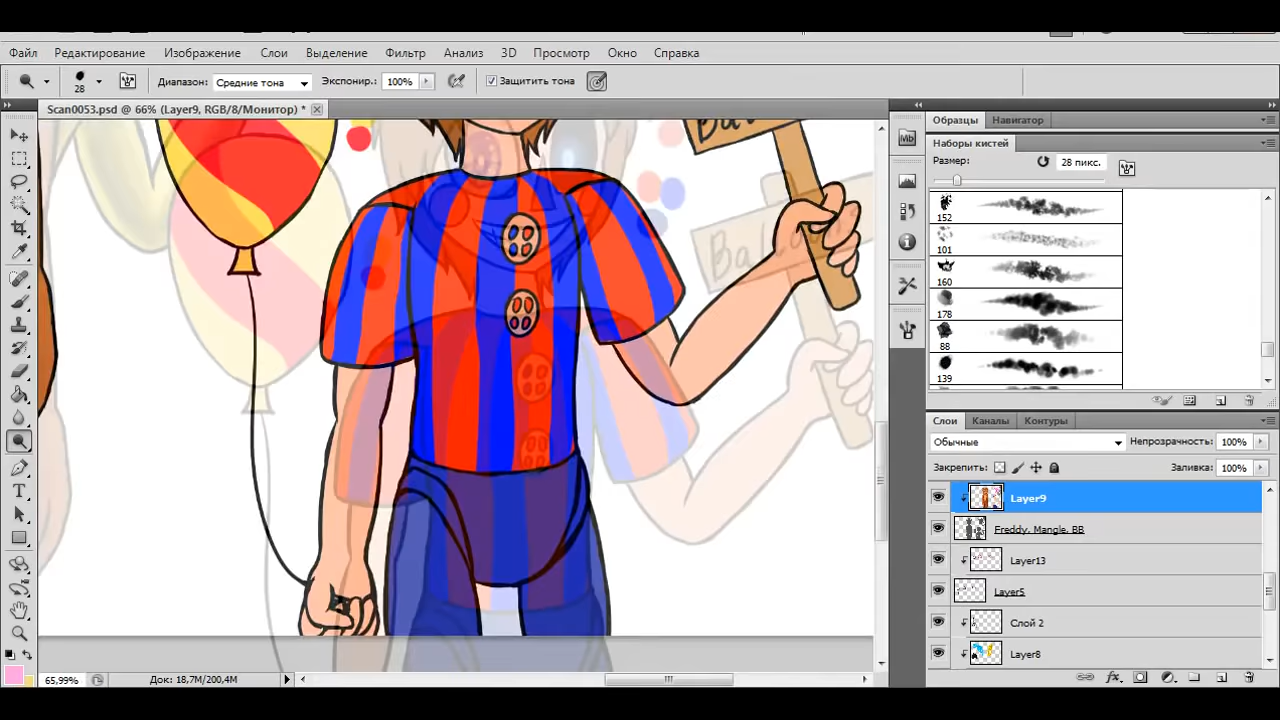 Файл Редактирование Изображение Слои Выделение Фильтр Анализ 3D Просмотр Окно Справка
28 Диапазон: Средние тона Экспонир.: 100% Защитить тона
Scan0053.psd @ 66% (Layer9, RGB/8/Монитор) *
Образцы Навигатор
Наборы кистей
Размер: 28 пикс.
152
101
160
178
88
139
Слои Каналы Контуры
Обычные Непрозрачность: 100%
Закрепить: Заливка: 100%
Layer9
Freddy, Mangle, BB
Layer13
Layer5
Слой 2
Layer8
65,99% Док: 18,7M/200,4M
Mb